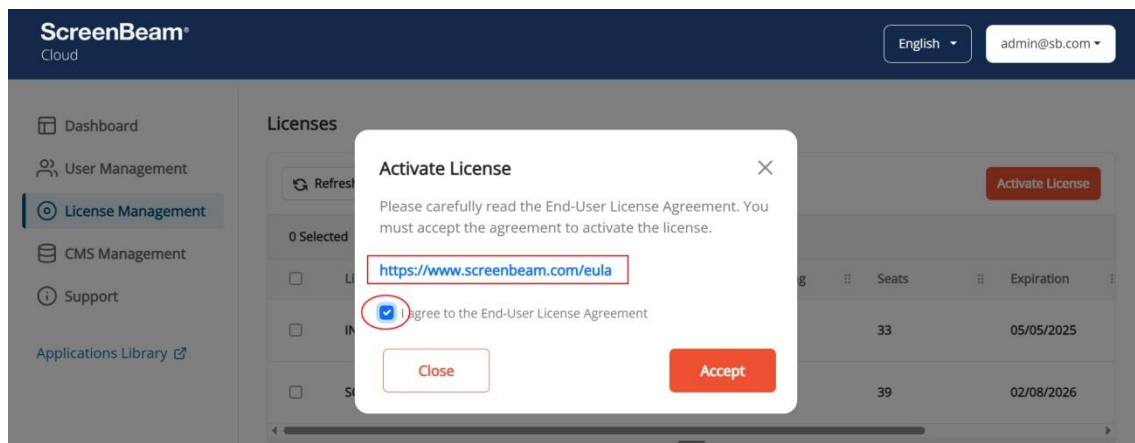 ScreenBeam®
Cloud
English
admin@sb.com
Dashboard
User Management
License Management
CMS Management
Support
Applications Library
Licenses
Refresh
Activate License
0 Selected
Seats
Expiration
33
05/05/2025
39
02/08/2026
Activate License
Please carefully read the End-User License Agreement. You
must accept the agreement to activate the license.
https://www.screenbeam.com/eula
I agree to the End-User License Agreement
Close
Accept